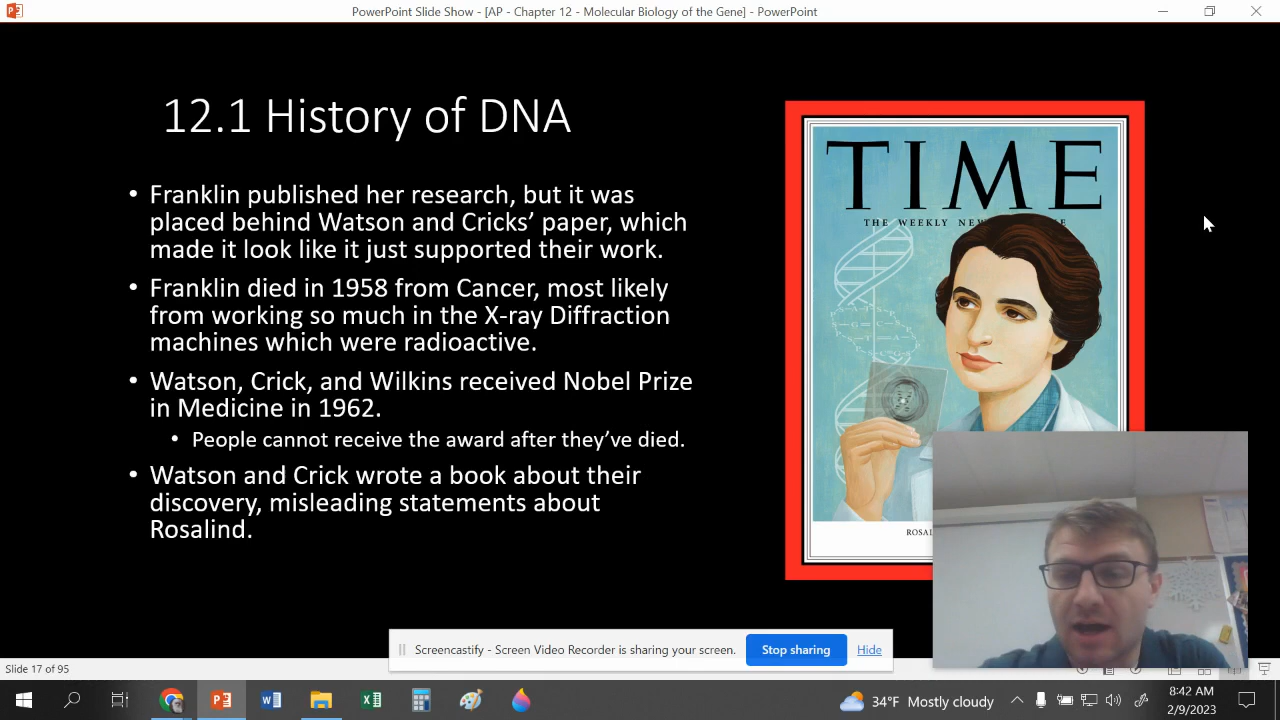 PowerPoint Slide Show - [AP - Chapter 12 - Molecular Biology of the Gene] - PowerPoint
12.1 History of DNA
• Franklin published her research, but it was
placed behind Watson and Cricks’ paper, which
made it look like it just supported their work.
• Franklin died in 1958 from Cancer, most likely
from working so much in the X-ray Diffraction
machines which were radioactive.
• Watson, Crick, and Wilkins received Nobel Prize
in Medicine in 1962.
• People cannot receive the award after they’ve died.
• Watson and Crick wrote a book about their
discovery, misleading statements about
Rosalind.
TIME
THE WEEKLY
ROSAL
Screencastify - Screen Video Recorder is sharing your screen.
Stop sharing
Hide
Slide 17 of 95
34°F Mostly cloudy
8:42 AM
2/9/2023